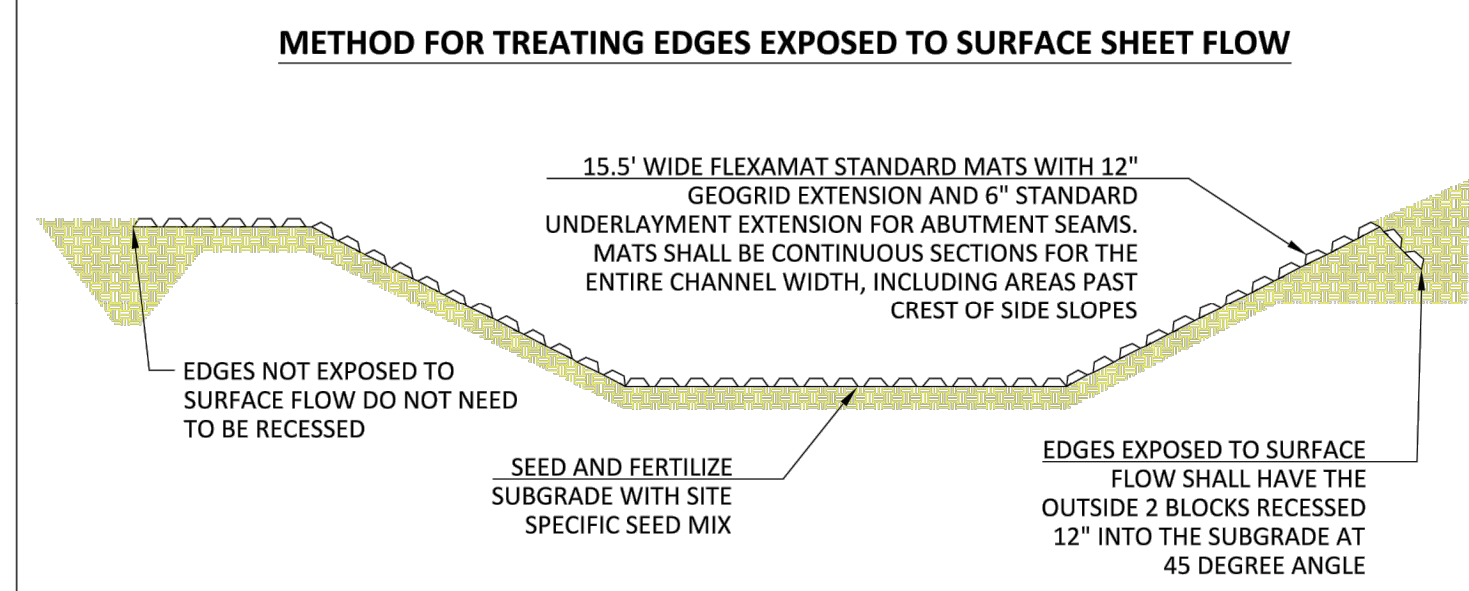 METHOD FOR TREATING EDGES EXPOSED TO SURFACE SHEET FLOW
15.5' WIDE FLEXAMAT STANDARD MATS WITH 12"
GEOGRID EXTENSION AND 6" STANDARD
UNDERLAYMENT EXTENSION FOR ABUTMENT SEAMS.
MATS SHALL BE CONTINUOUS SECTIONS FOR THE
ENTIRE CHANNEL WIDTH, INCLUDING AREAS PAST
CREST OF SIDE SLOPES
EDGES NOT EXPOSED TO
SURFACE FLOW DO NOT NEED
TO BE RECESSED
SEED AND FERTILIZE
SUBGRADE WITH SITE
SPECIFIC SEED MIX
EDGES EXPOSED TO SURFACE
FLOW SHALL HAVE THE
OUTSIDE 2 BLOCKS RECESSED
12" INTO THE SUBGRADE AT
45 DEGREE ANGLE